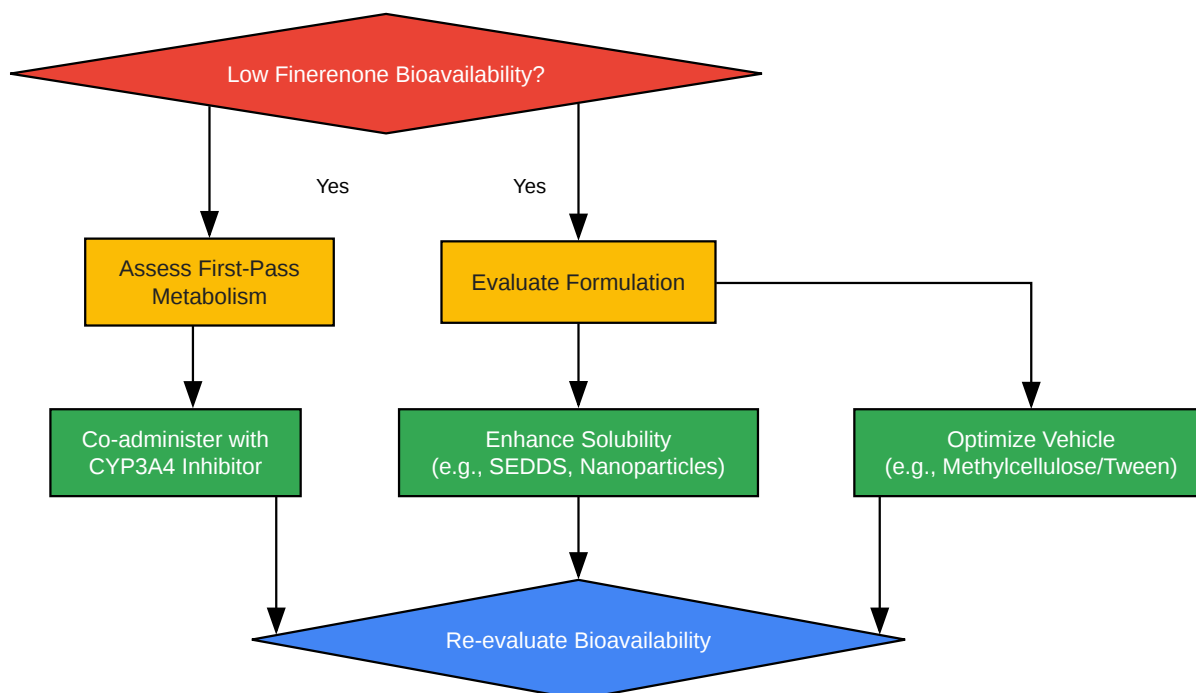 Low Finerenone Bioavailability?
Yes
Yes
Assess First-Pass
Metabolism
Evaluate Formulation
Co-administer with
CYP3A4 Inhibitor
Enhance Solubility
(e.g., SEDDS, Nanoparticles)
Optimize Vehicle
(e.g., Methylcellulose/Tween)
Re-evaluate Bioavailability